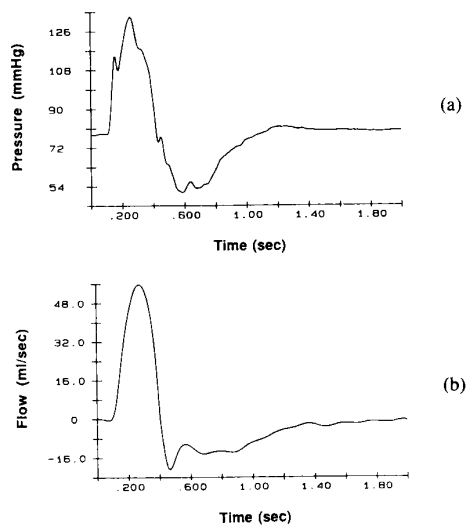 126
108
90
72
54
Pressure (mmHg)
.200 .600 1.00 1.40 1.80
Time (sec)
(a)
48.0
32.0
16.0
0
-16.0
Flow (ml/sec)
.200 .600 1.00 1.40 1.80
Time (sec)
(b)